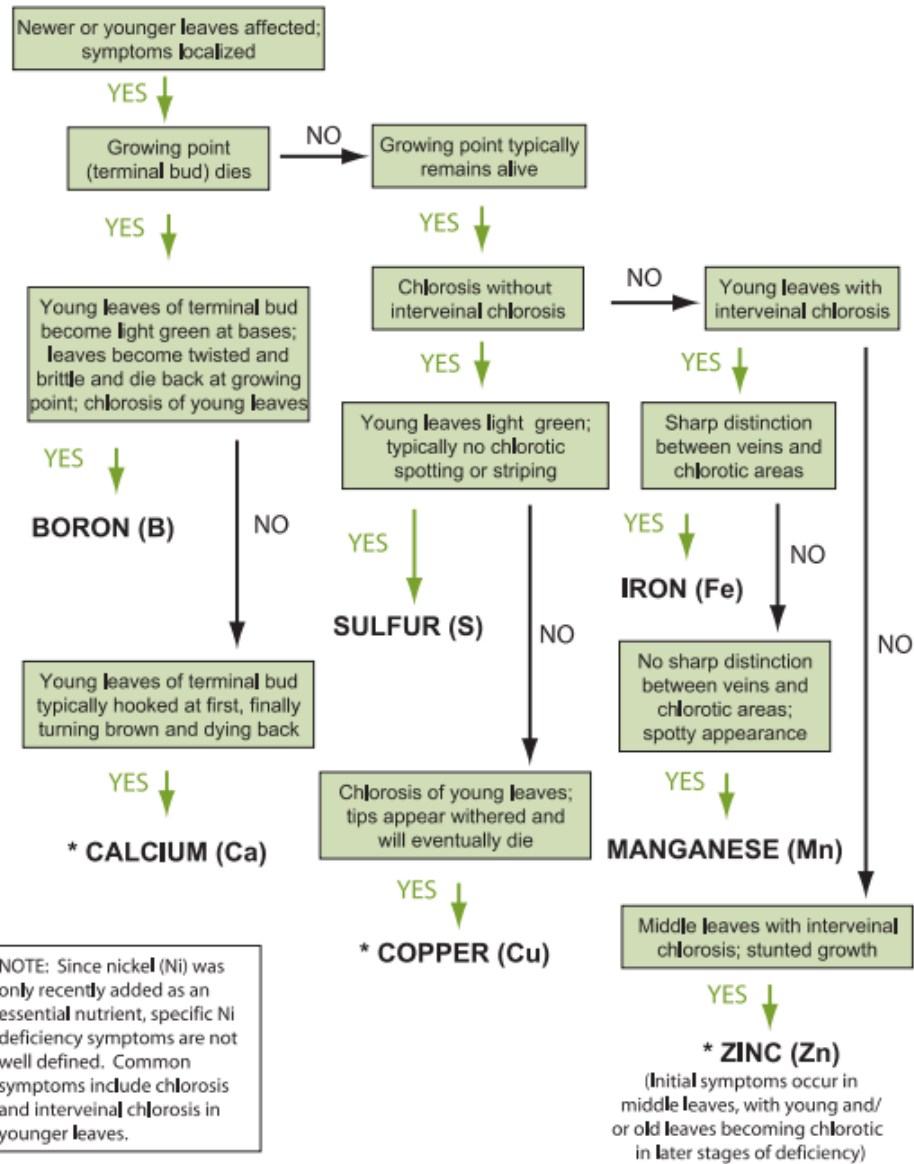 Newer or younger leaves affected;
symptoms localized
YES
Growing point
(terminal bud) dies
NO
Growing point typically
remains alive
YES
YES
Young leaves of terminal bud
become light green at bases;
leaves become twisted and
brittle and die back at growing
point; chlorosis of young leaves
Chlorosis without
interveinal chlorosis
NO
Young leaves with
interveinal chlorosis
YES
YES
Young leaves light green;
typically no chlorotic
spotting or striping
Sharp distinction
between veins and
chlorotic areas
YES
BORON (B)
NO
YES
SULFUR (S)
NO
YES
IRON (Fe)
NO
NO
Young leaves of terminal bud
typically hooked at first, finally
turning brown and dying back
No sharp distinction
between veins and
chlorotic areas;
spotty appearance
YES
* CALCIUM (Ca)
Chlorosis of young leaves;
tips appear withered and
will eventually die
YES
MANGANESE (Mn)
YES
* COPPER (Cu)
Middle leaves with interveinal
chlorosis; stunted growth
YES
* ZINC (Zn)
(Initial symptoms occur in
middle leaves, with young and/
or old leaves becoming chlorotic
in later stages of deficiency)
NOTE: Since nickel (Ni) was
only recently added as an
essential nutrient, specific Ni
deficiency symptoms are not
well defined. Common
symptoms include chlorosis
and interveinal chlorosis in
younger leaves.